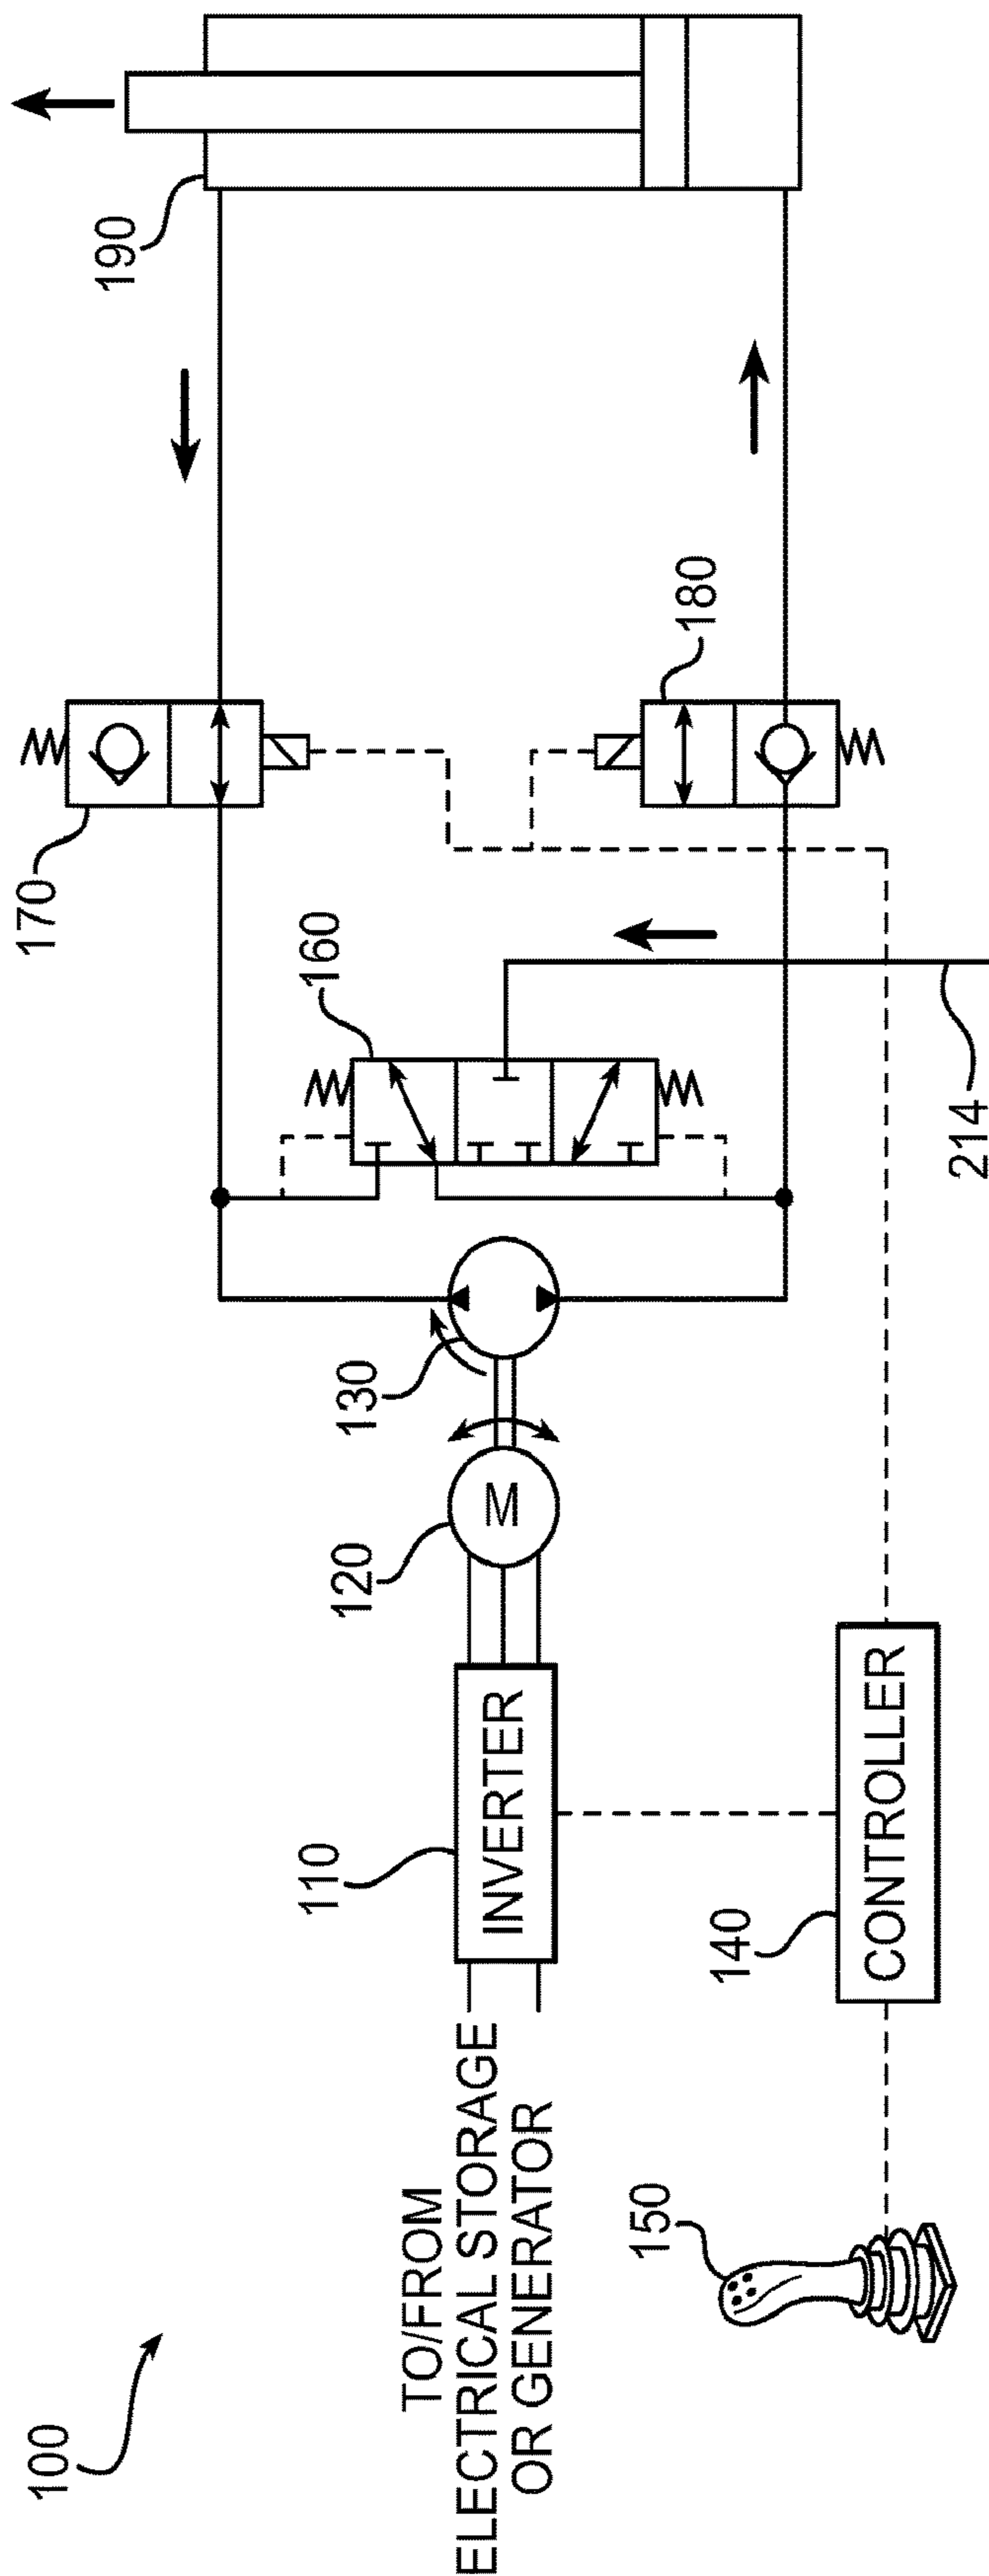 100
TO/FROM
ELECTRICAL STORAGE
OR GENERATOR
110
INVERTER
120
M
130
150
140
CONTROLLER
160
170
180
190
214